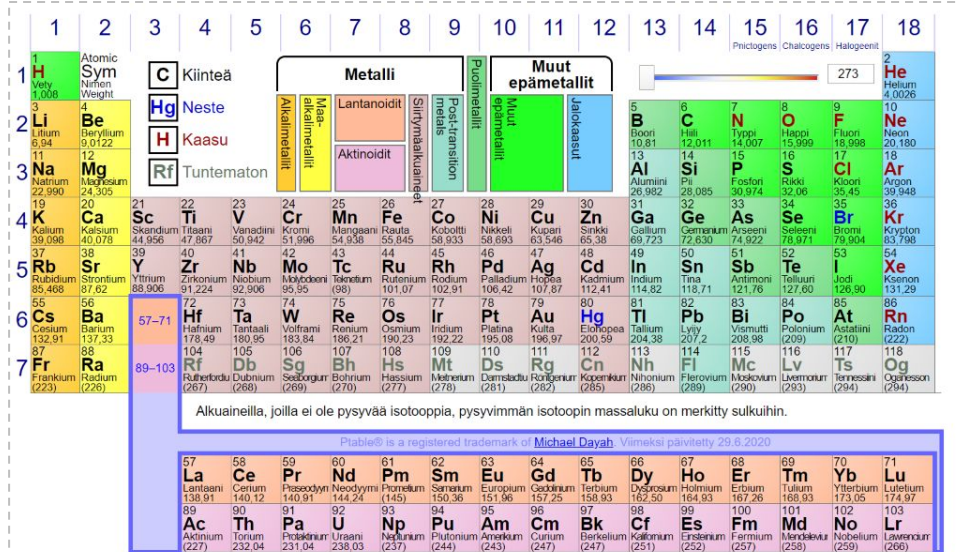 1 2 3 4 5 6 7 8 9 10 11 12 13 14 15 16 17 18
Pnictogens Chalcogens Halogeenit
1
1 H Vety 1,008
Atomic Sym Nimen Weight
C Kiinteä
Hg Neste
H Kaasu
Rf Tuntematon
Metalli
Alkalimetallit
Maa-alkalimetallit
Lantanoidit
Aktinoidit
Siirtymäalkuaineet
Post-transition metals
Puolimetallit
Muut epämetallit
Muut epämetallit
Jalokaasut
273
2 He Helium 4,0026
2
3 Li Litium 6,94
4 Be Beryllium 9,0122
5 B Boori 10,81
6 C Hiili 12,011
7 N Typpi 14,007
8 O Happi 15,999
9 F Fluori 18,998
10 Ne Neon 20,180
3
11 Na Natrium 22,990
12 Mg Magnesium 24,305
13 Al Alumiini 26,982
14 Si Pii 28,085
15 P Fosfori 30,974
16 S Rikki 32,06
17 Cl Kloori 35,45
18 Ar Argon 39,948
4
19 K Kalium 39,098
20 Ca Kalsium 40,078
21 Sc Skandium 44,956
22 Ti Titaani 47,867
23 V Vanadiini 50,942
24 Cr Kromi 51,996
25 Mn Mangaani 54,938
26 Fe Rauta 55,845
27 Co Koboltti 58,933
28 Ni Nikkeli 58,693
29 Cu Kupari 63,546
30 Zn Sinkki 65,38
31 Ga Gallium 69,723
32 Ge Germanium 72,630
33 As Arseeni 74,922
34 Se Seleeni 78,971
35 Br Bromi 79,904
36 Kr Krypton 83,798
5
37 Rb Rubidium 85,468
38 Sr Strontium 87,62
39 Y Yttrium 88,906
40 Zr Zirkonium 91,224
41 Nb Niobium 92,906
42 Mo Molybdeeni 95,95
43 Tc Teknetium (98)
44 Ru Rutenium 101,07
45 Rh Rodium 102,91
46 Pd Palladium 106,42
47 Ag Hopea 107,87
48 Cd Kadmium 112,41
49 In Indium 114,82
50 Sn Tina 118,71
51 Sb Antimoni 121,76
52 Te Telluuri 127,60
53 I Jodi 126,90
54 Xe Ksenon 131,29
6
55 Cs Cesium 132,91
56 Ba Barium 137,33
57–71
72 Hf Hafnium 178,49
73 Ta Tantaali 180,95
74 W Volframi 183,84
75 Re Renium 186,21
76 Os Osmium 190,23
77 Ir Iridium 192,22
78 Pt Platina 195,08
79 Au Kulta 196,97
80 Hg Elohopea 200,59
81 Tl Tallium 204,38
82 Pb Lyijy 207,2
83 Bi Vismutti 208,98
84 Po Polonium (209)
85 At Astatiini (210)
86 Rn Radon (222)
7
87 Fr Frankium (223)
88 Ra Radium (226)
89–103
104 Rf Rutherfordiu (267)
105 Db Dubnium (268)
106 Sg Seaborgium (269)
107 Bh Bohrium (270)
108 Hs Hassium (277)
109 Mt Meitnerium (278)
110 Ds Darmstadtiu (281)
111 Rg Röntgeniun (282)
112 Cn Kopernikium (285)
113 Nh Nihonium (286)
114 Fl Flerovium (289)
115 Mc Moskovium (290)
116 Lv Livermorium (293)
117 Ts Tennessiini (294)
118 Og Oganesson (294)
Alkuaineilla, joilla ei ole pysyvää isotooppia, pysyvimmän isotoopin massaluku on merkitty sulkuihin.
Ptable® is a registered trademark of Michael Dayah. Viimeksi päivitetty 29.6.2020
57 La Lantaani 138,91
58 Ce Cerium 140,12
59 Pr Praseodyyn 140,91
60 Nd Neodyymi 144,24
61 Pm Prometium (145)
62 Sm Samarium 150,36
63 Eu Europium 151,96
64 Gd Gadolinium 157,25
65 Tb Terbium 158,93
66 Dy Dysprosium 162,50
67 Ho Holmium 164,93
68 Er Erbium 167,26
69 Tm Tulium 168,93
70 Yb Ytterbium 173,05
71 Lu Lutetium 174,97
89 Ac Aktinium (227)
90 Th Torium 232,04
91 Pa Protaktinium 231,04
92 U Uraani 238,03
93 Np Neptunium (237)
94 Pu Plutonium (244)
95 Am Amerikium (243)
96 Cm Curium (247)
97 Bk Berkelium (247)
98 Cf Kalifornium (251)
99 Es Einsteinium (252)
100 Fm Fermium (257)
101 Md Mendeleviu (258)
102 No Nobelium (259)
103 Lr Lawrenciun (266)